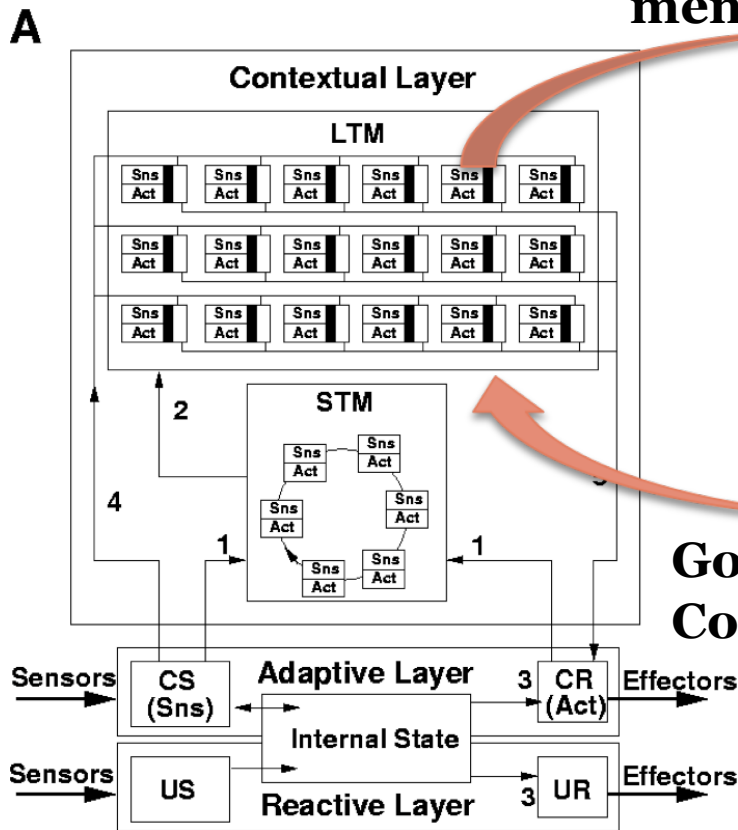 A
men
Contextual Layer
LTM
Sns Sns Sns Sns Sns Sns
Act Act Act Act Act Act
Sns Sns Sns Sns Sns Sns
Act Act Act Act Act Act
Sns Sns Sns Sns Sns Sns
Act Act Act Act Act Act
2
STM
Sns
Act
Sns
Act
Sns
Act
Sns
Act
Sns
Act
Sns
Act
4
1
1
Go
Co
Sensors
CS
(Sns)
Adaptive Layer
3
CR
(Act)
Effectors
Internal State
Sensors
US
Reactive Layer
3
UR
Effectors